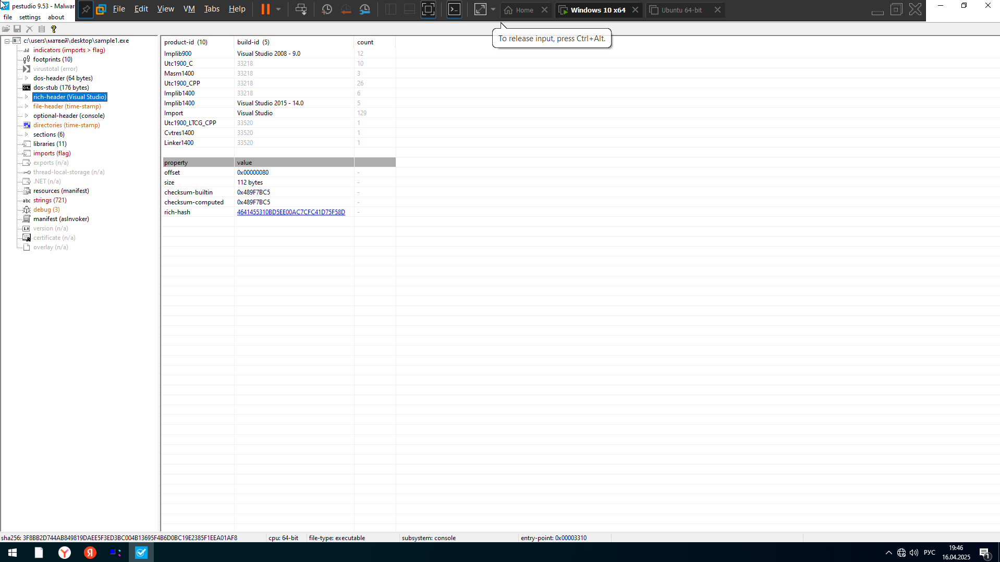 pestudio 9.53 - Malwar
File Edit View VM Tabs Help
Home
Windows 10 x64
Ubuntu 64-bit
file settings about
To release input, press Ctrl+Alt.
c:\users\матвей\desktop\sample1.exe
indicators (imports > flag)
footprints (10)
virustotal (error)
dos-header (64 bytes)
dos-stub (176 bytes)
rich-header (Visual Studio)
file-header (time-stamp)
optional-header (console)
directories (time-stamp)
sections (6)
libraries (11)
imports (flag)
exports (n/a)
thread-local-storage (n/a)
.NET (n/a)
resources (manifest)
abc strings (721)
debug (3)
manifest (asInvoker)
1.0 version (n/a)
certificate (n/a)
overlay (n/a)
product-id (10) build-id (5) count
Implib900 Visual Studio 2008 - 9.0 12
Utc1900_C 33218 10
Masm1400 33218 3
Utc1900_CPP 33218 26
Implib1400 33218 6
Implib1400 Visual Studio 2015 - 14.0 5
Import Visual Studio 129
Utc1900_LTCG_CPP 33520 1
Cvtres1400 33520 1
Linker1400 33520 1
property value
offset 0x00000080 -
size 112 bytes -
checksum-builtin 0x489F7BC5 -
checksum-computed 0x489F7BC5 -
rich-hash 4641455310BD5EE00AC7CFC41D75F58D -
sha256: 3F8BB2D744AB849819DAEE5F3ED3BC004B13695F4B6D0BC19E2385F1EEA01AF8
cpu: 64-bit
file-type: executable
subsystem: console
entry-point: 0x00003310
Y
Я
РУС
19:46
16.04.2025
1